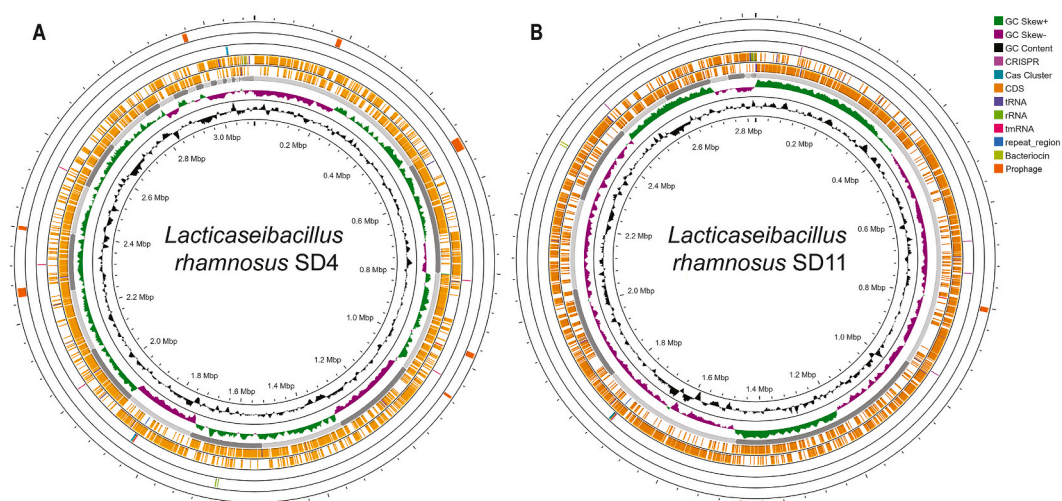 A
B
GC Skew+
GC Skew-
GC Content
CRISPR
Cas Cluster
CDS
tRNA
rRNA
tmRNA
repeat_region
Bacteriocin
Prophage
Lacticaseibacillus
rhamnosus SD4
0.2 Mbp
0.4 Mbp
0.6 Mbp
0.8 Mbp
1.0 Mbp
1.2 Mbp
1.4 Mbp
1.6 Mbp
1.8 Mbp
2.0 Mbp
2.2 Mbp
2.4 Mbp
2.6 Mbp
2.8 Mbp
3.0 Mbp
Lacticaseibacillus
rhamnosus SD11
0.2 Mbp
0.4 Mbp
0.6 Mbp
0.8 Mbp
1.0 Mbp
1.2 Mbp
1.4 Mbp
1.6 Mbp
1.8 Mbp
2.0 Mbp
2.2 Mbp
2.4 Mbp
2.6 Mbp
2.8 Mbp